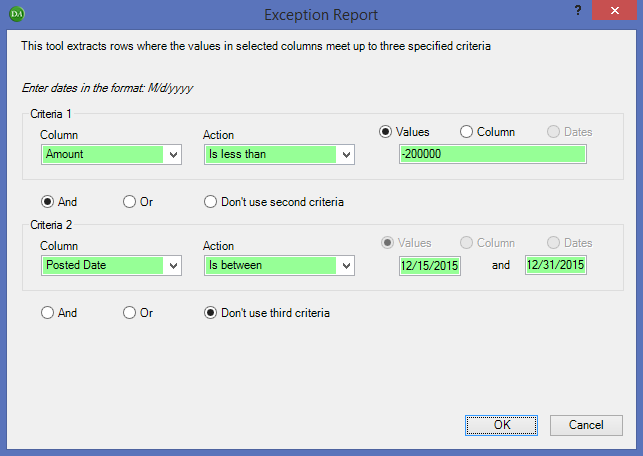 DA
Exception Report
?
This tool extracts rows where the values in selected columns meet up to three specified criteria
Enter dates in the format: M/d/yyyy
Criteria 1
Column Action Values Column Dates
Amount Is less than -200000
And Or Don't use second criteria
Criteria 2
Column Action Values Column Dates
Posted Date Is between 12/15/2015 and 12/31/2015
And Or Don't use third criteria
OK Cancel